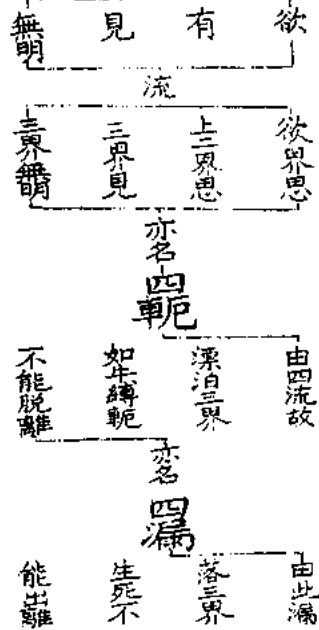 欲
有
見
無明
流
欲界思
上二界思
三界見
三界無明
亦名
四軛
由四流故
漂泊三界
如牛縛軛
不能脫離
亦名
四漏
由此漏
落三界
生死不
能出離